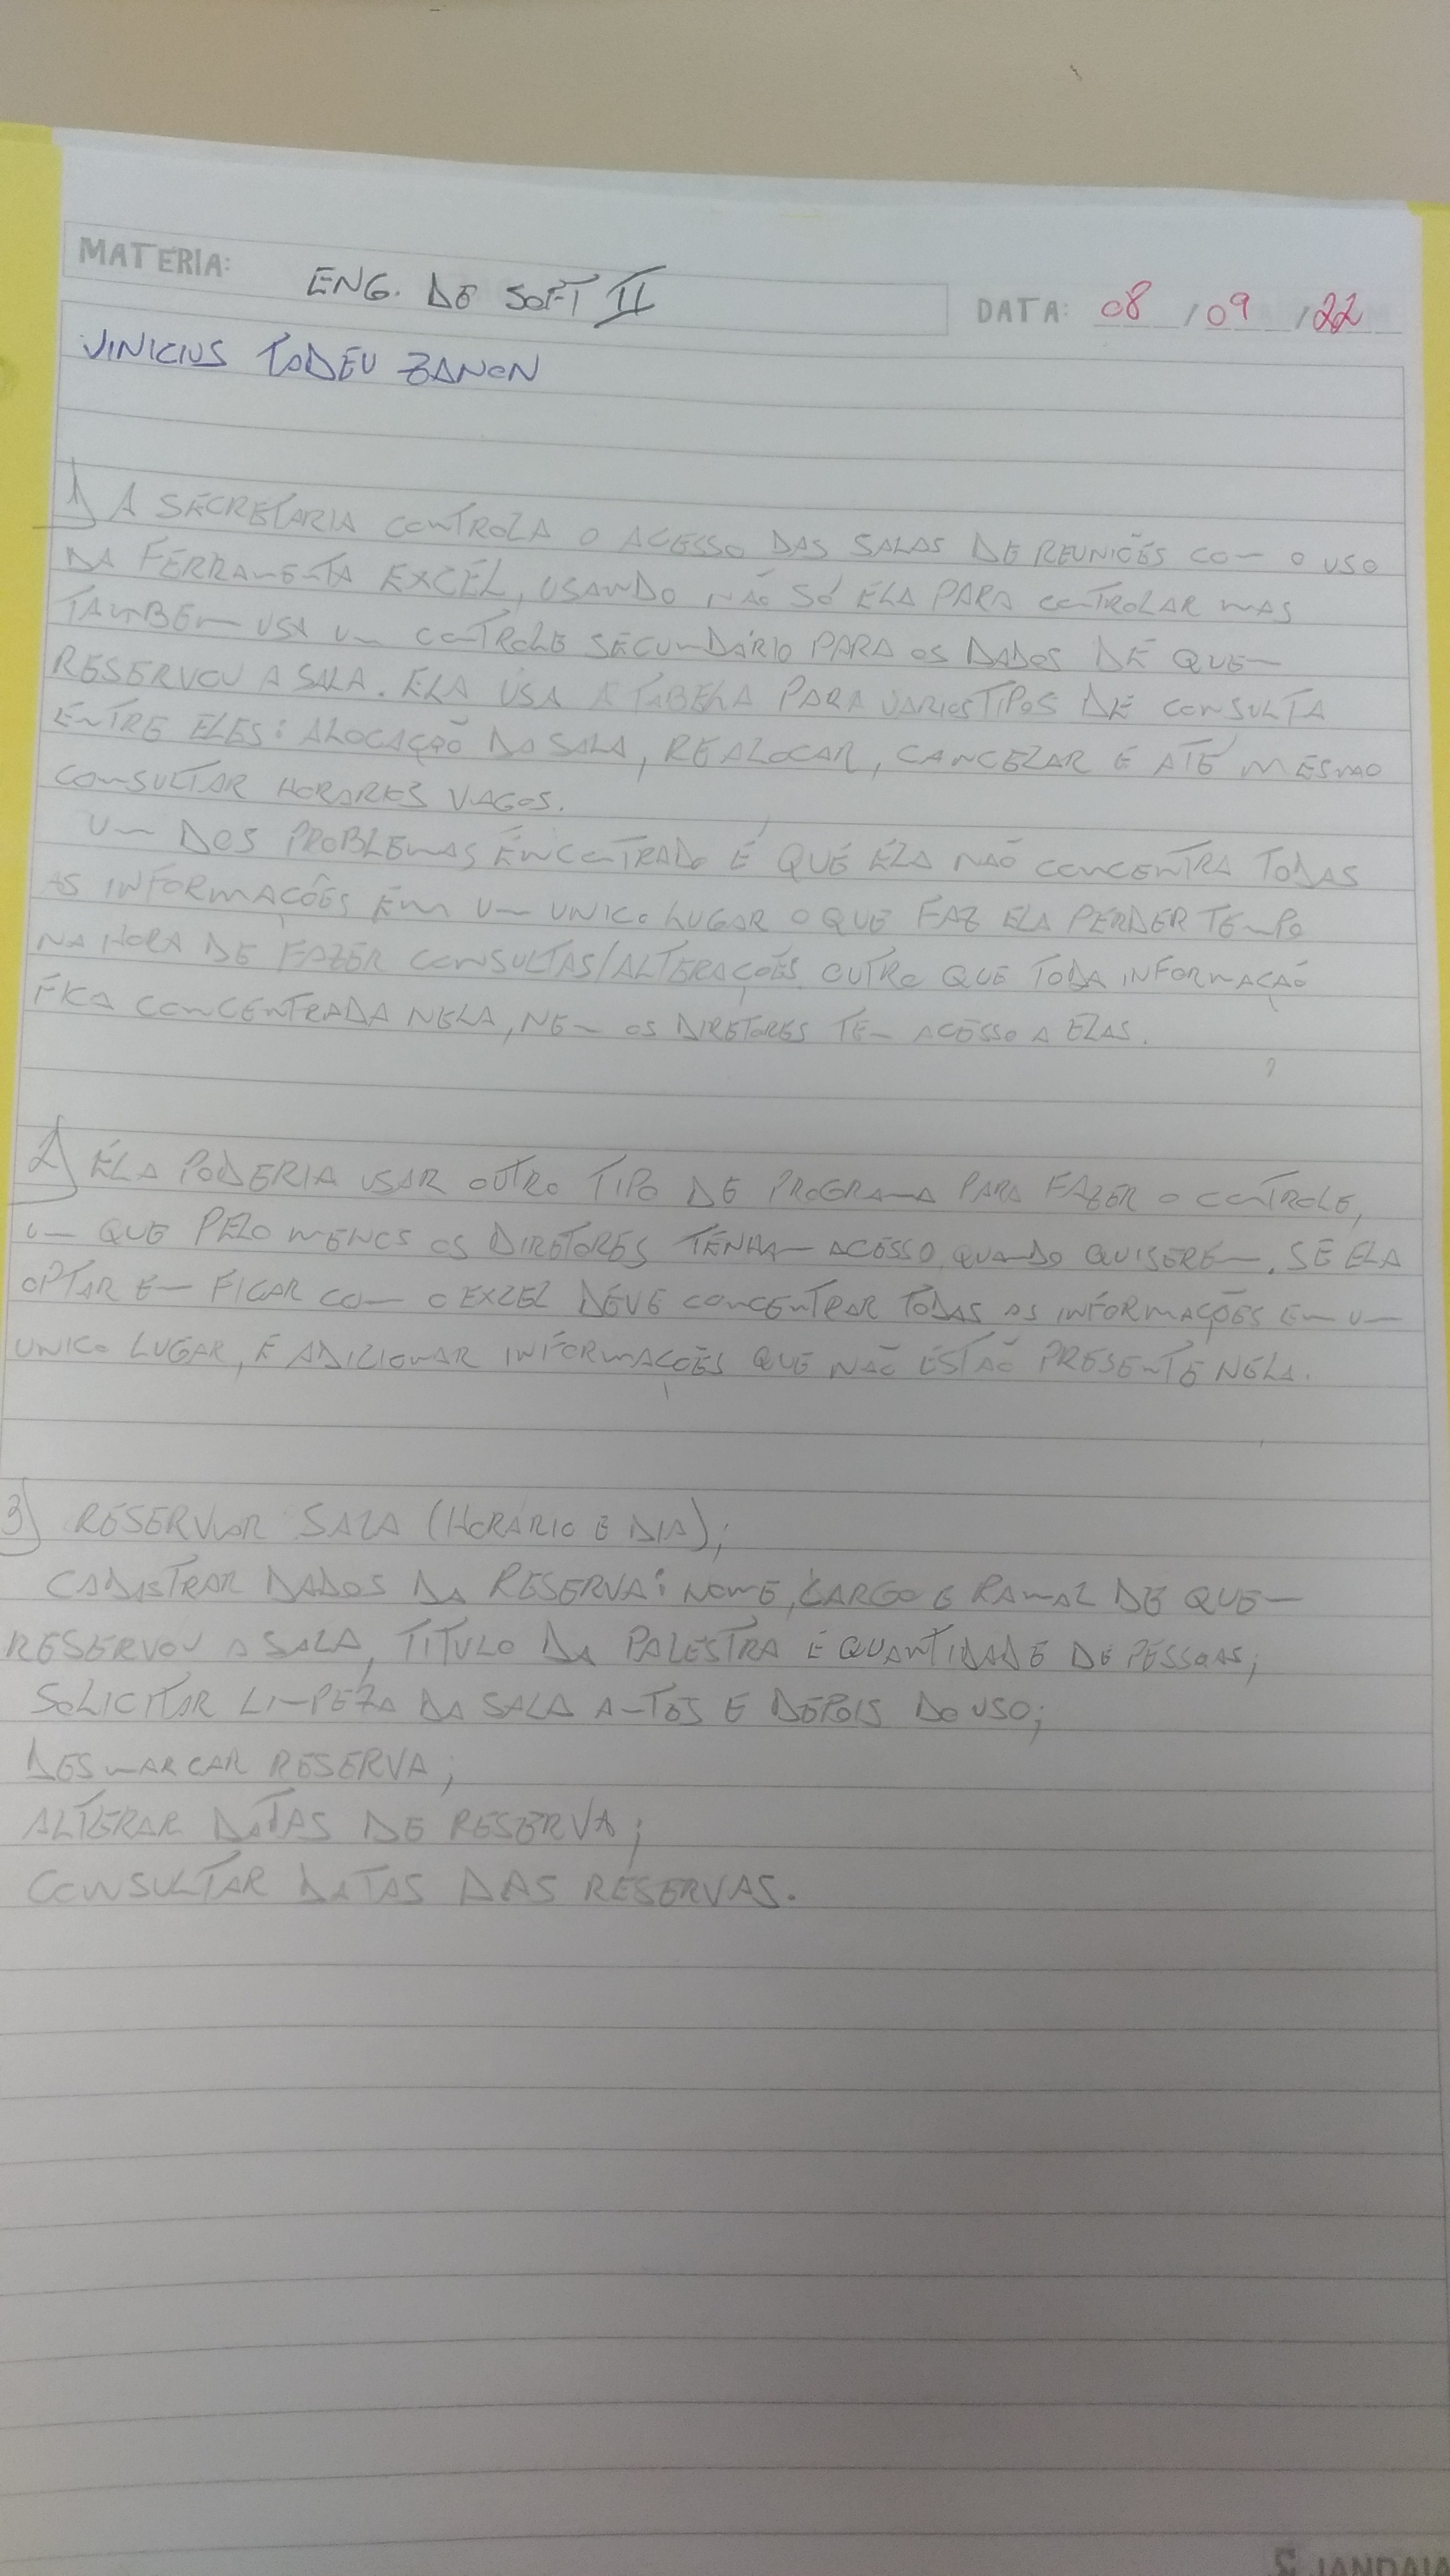 MATERIA: ENG. DE SOFT II
DATA: 08/09/22
VINICIUS TADEU ZANON
1) A SECRETARIA CONTROLA O ACESSO DAS SALAS DE REUNIÕES COM O USO
DA FERRAMENTA EXCEL, USANDO NÃO SÓ ELA PARA CONTROLAR MAS
TAMBEM USA UM CONTROLE SECUNDÁRIO PARA OS DADOS DE QUEM
RESERVOU A SALA. ELA USA A TABELA PARA VARIOS TIPOS DE CONSULTA
ENTRE ELES: ALOCAÇÃO DA SALA, REALOCAR, CANCELAR E ATÉ MESMO
CONSULTAR HORARES VAGOS.
UM DOS PROBLEMAS ENCONTRADO É QUE ELA NÃO CONCENTRA TODAS
AS INFORMAÇÕES EM UM UNICO LUGAR O QUE FAZ ELA PERDER TEMPO
NA HORA DE FAZER CONSULTAS/ALTERAÇÕES. OUTRO QUE TODA INFORMAÇÃO
FICA CONCENTRADA NELA, NEM OS DIRETORES TEM ACESSO A ELAS.
2) ELA PODERIA USAR OUTRO TIPO DE PROGRAMA PARA FAZER O CONTROLE,
UM QUE PELO MENOS OS DIRETORES TENHAM ACESSO QUANDO QUISEREM. SE ELA
OPTAR EM FICAR COM O EXCEL DEVE CONCENTRAR TODAS AS INFORMAÇÕES EM UM
UNICO LUGAR, E ADICIONAR INFORMAÇÕES QUE NÃO ESTÃO PRESENTE NELA.
3) RESERVAR SALA (HORÁRIO E DIA);
CADASTRAR DADOS DA RESERVA: NOME, CARGO E RAMAL DE QUEM
RESERVOU A SALA, TITULO DA PALESTRA E QUANTIDADE DE PESSOAS;
SOLICITAR LIMPEZA DA SALA ANTES E DEPOIS DO USO;
DESMARCAR RESERVA;
ALTERAR DATAS DE RESERVA;
CONSULTAR DATAS DAS RESERVAS.